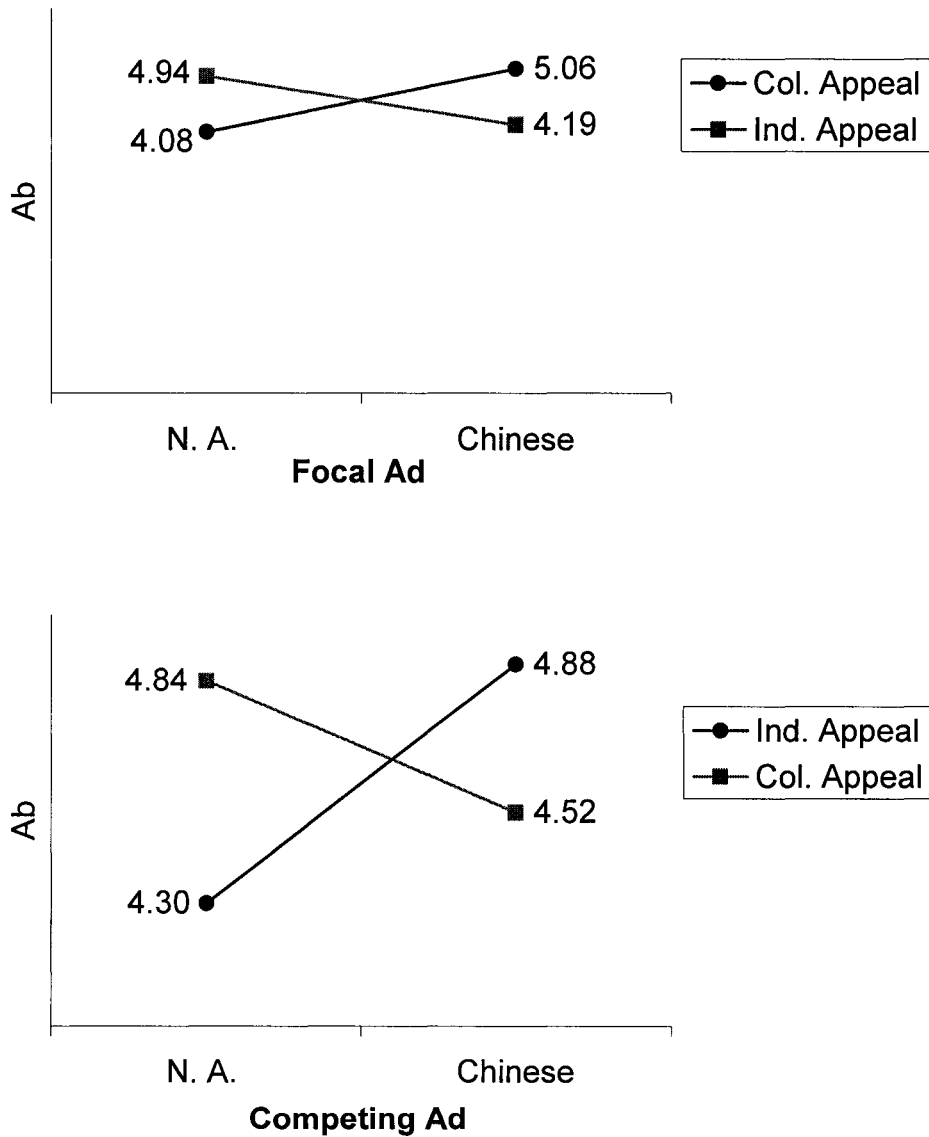 4.94
4.08
5.06
4.19
Col. Appeal
Ind. Appeal
Ab
N. A.
Chinese
Focal Ad
4.84
4.30
4.88
4.52
Ind. Appeal
Col. Appeal
Ab
N. A.
Chinese
Competing Ad